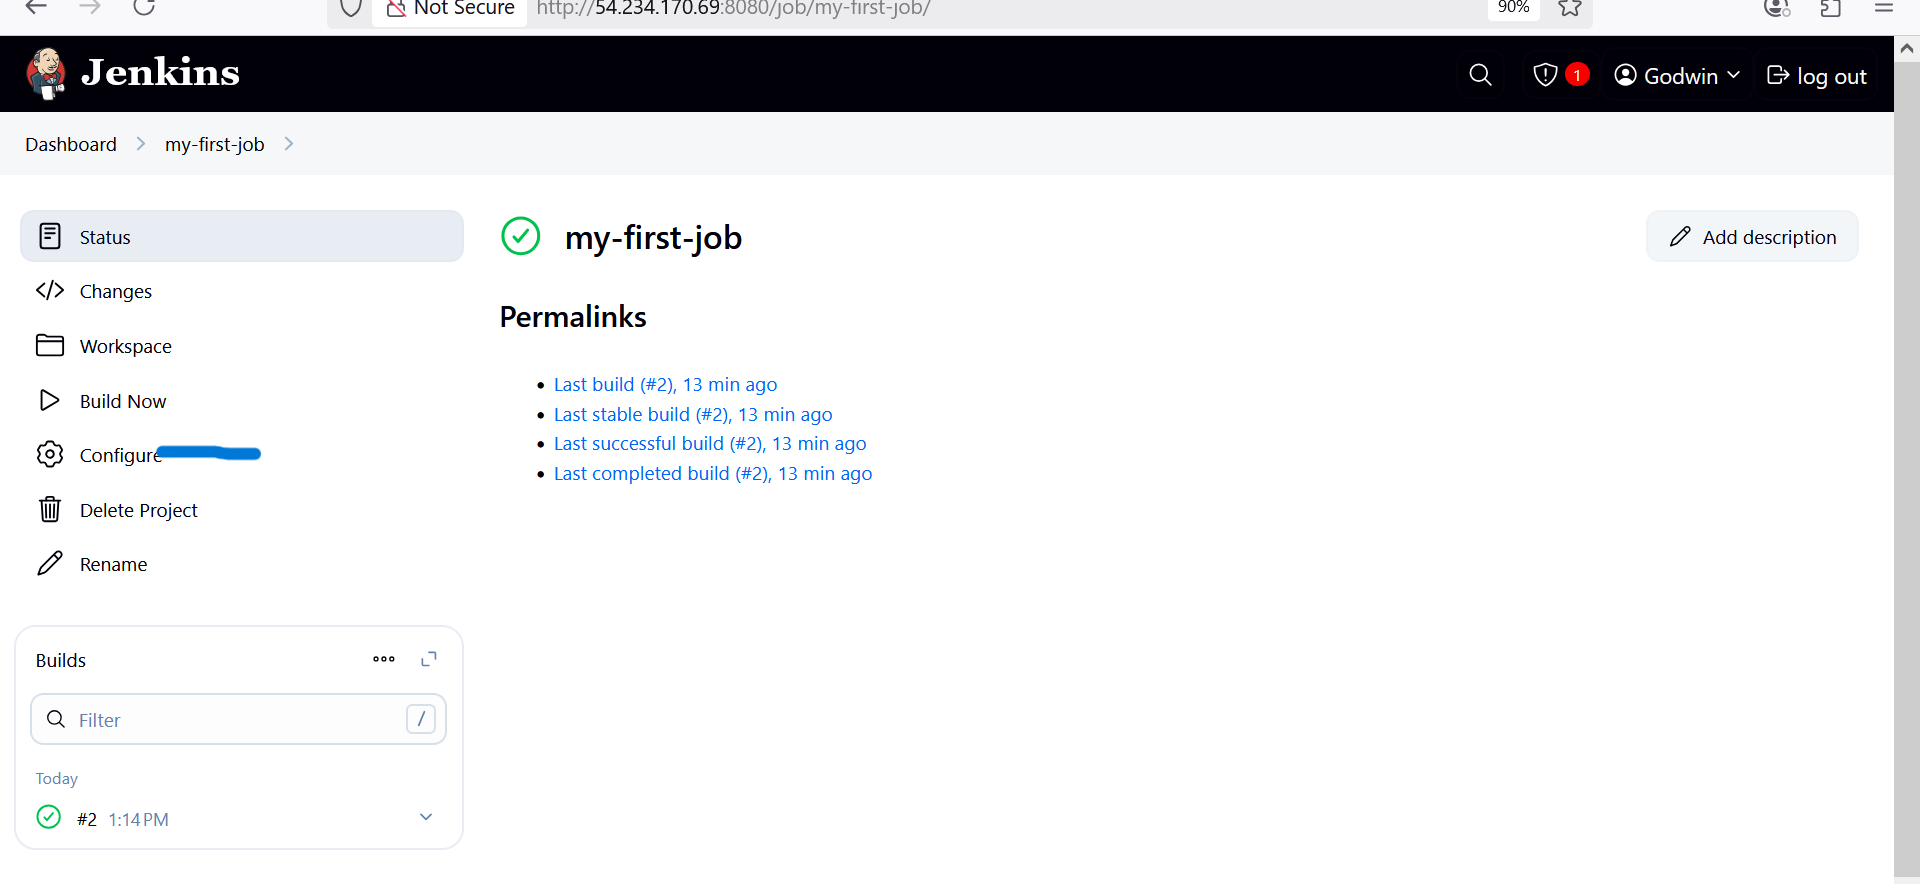 Not Secure http://54.234.170.69:8080/job/my-first-job/ 90%
Jenkins
1 Godwin log out
Dashboard my-first-job
Status
Changes
Workspace
Build Now
Configure
Delete Project
Rename
my-first-job
Add description
Permalinks
Last build (#2), 13 min ago
Last stable build (#2), 13 min ago
Last successful build (#2), 13 min ago
Last completed build (#2), 13 min ago
Builds
Filter /
Today
#2 1:14 PM